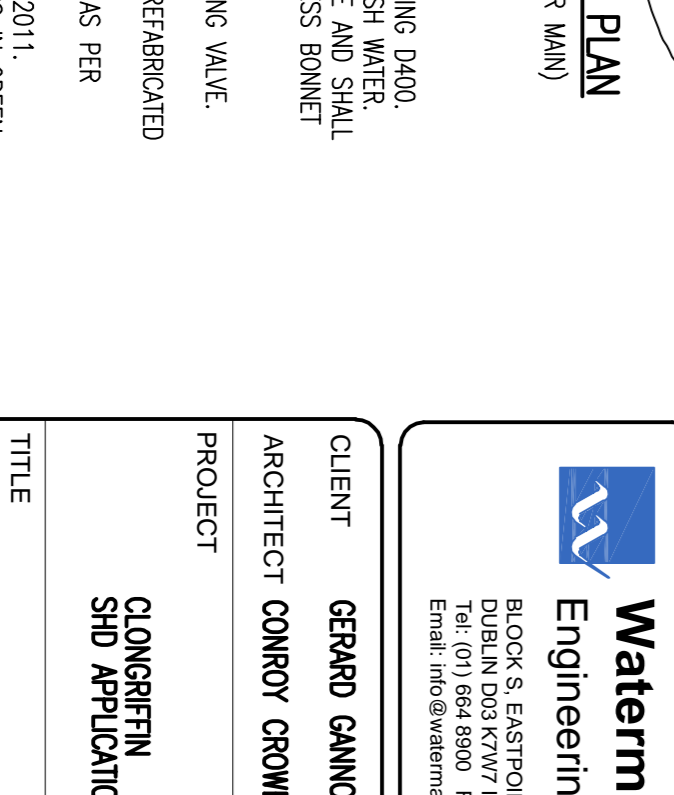 PLAN
R MAIN)
ING D400.
SH WATER.
E AND SHALL
SS BONNET
NG VALVE.
REFABRICATED
AS PER
2011.
Waterm
Engineerin
BLOCK S, EASTPOI
DUBLIN D03 K7W7
Tel: (01) 664 8900
Email: info@waterma
CLIENT GERARD GANNO
ARCHITECT CONROY CROW
PROJECT
CLONGRIFFIN
SHD APPLICATIO
TITLE